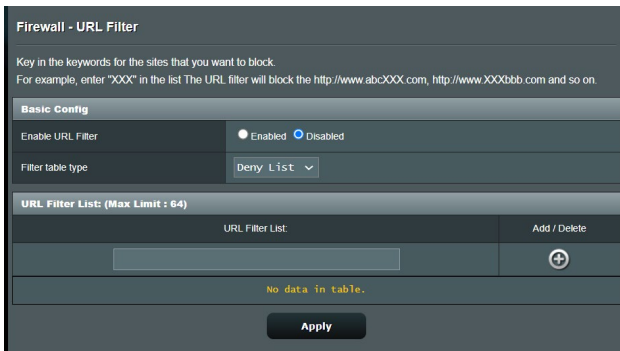 Firewall - URL Filter
Key in the keywords for the sites that you want to block.
For example, enter "XXX" in the list The URL filter will block the http://www.abcXXX.com, http://www.XXXbbb.com and so on.
Basic Config
Enable URL Filter Enabled Disabled
Filter table type Deny List
URL Filter List: (Max Limit : 64)
URL Filter List: Add / Delete
No data in table.
Apply